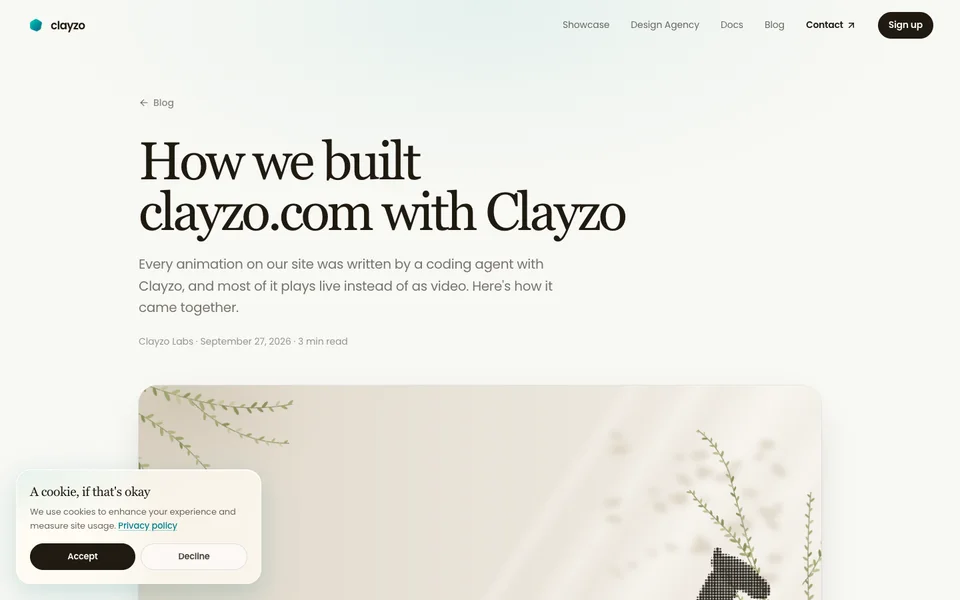 clayzo
Showcase
Design Agency
Docs
Blog
Contact ↗
Sign up
← Blog
How we built
clayzo.com with Clayzo
Every animation on our site was written by a coding agent with
Clayzo, and most of it plays live instead of as video. Here's how it
came together.
Clayzo Labs · September 27, 2026 · 3 min read
A cookie, if that's okay
We use cookies to enhance your experience and
measure site usage. Privacy policy
Accept
Decline